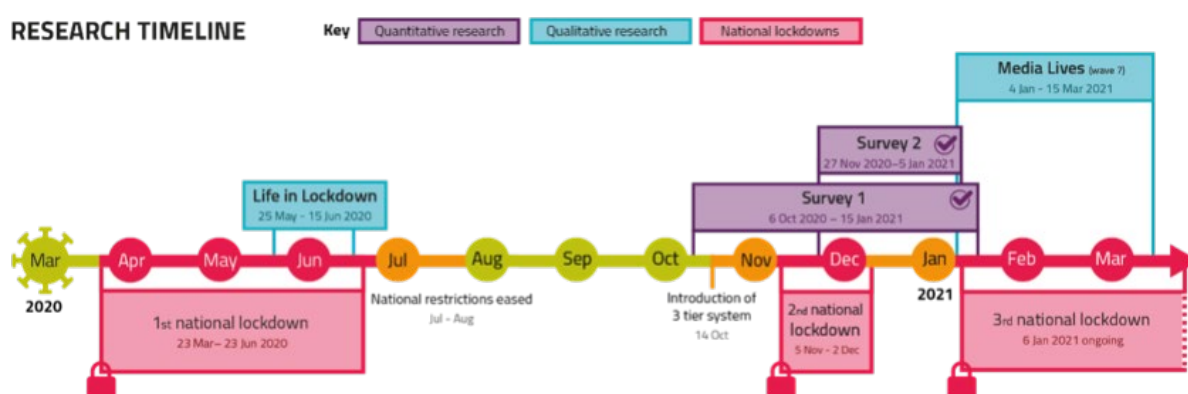 RESEARCH TIMELINE
Key
Quantitative research
Qualitative research
National lockdowns
Media Lives (wave 7)
4 Jan - 15 Mar 2021
Survey 2
27 Nov 2020–5 Jan 2021
Life in Lockdown
25 May - 15 Jun 2020
Survey 1
6 Oct 2020 – 15 Jan 2021
Mar
Apr
May
Jun
Jul
Aug
Sep
Oct
Nov
Dec
Jan
Feb
Mar
2020
2021
1st national lockdown
23 Mar– 23 Jun 2020
National restrictions eased
Jul - Aug
Introduction of
3 tier system
14 Oct
2nd national
lockdown
5 Nov - 2 Dec
3rd national lockdown
6 Jan 2021 ongoing